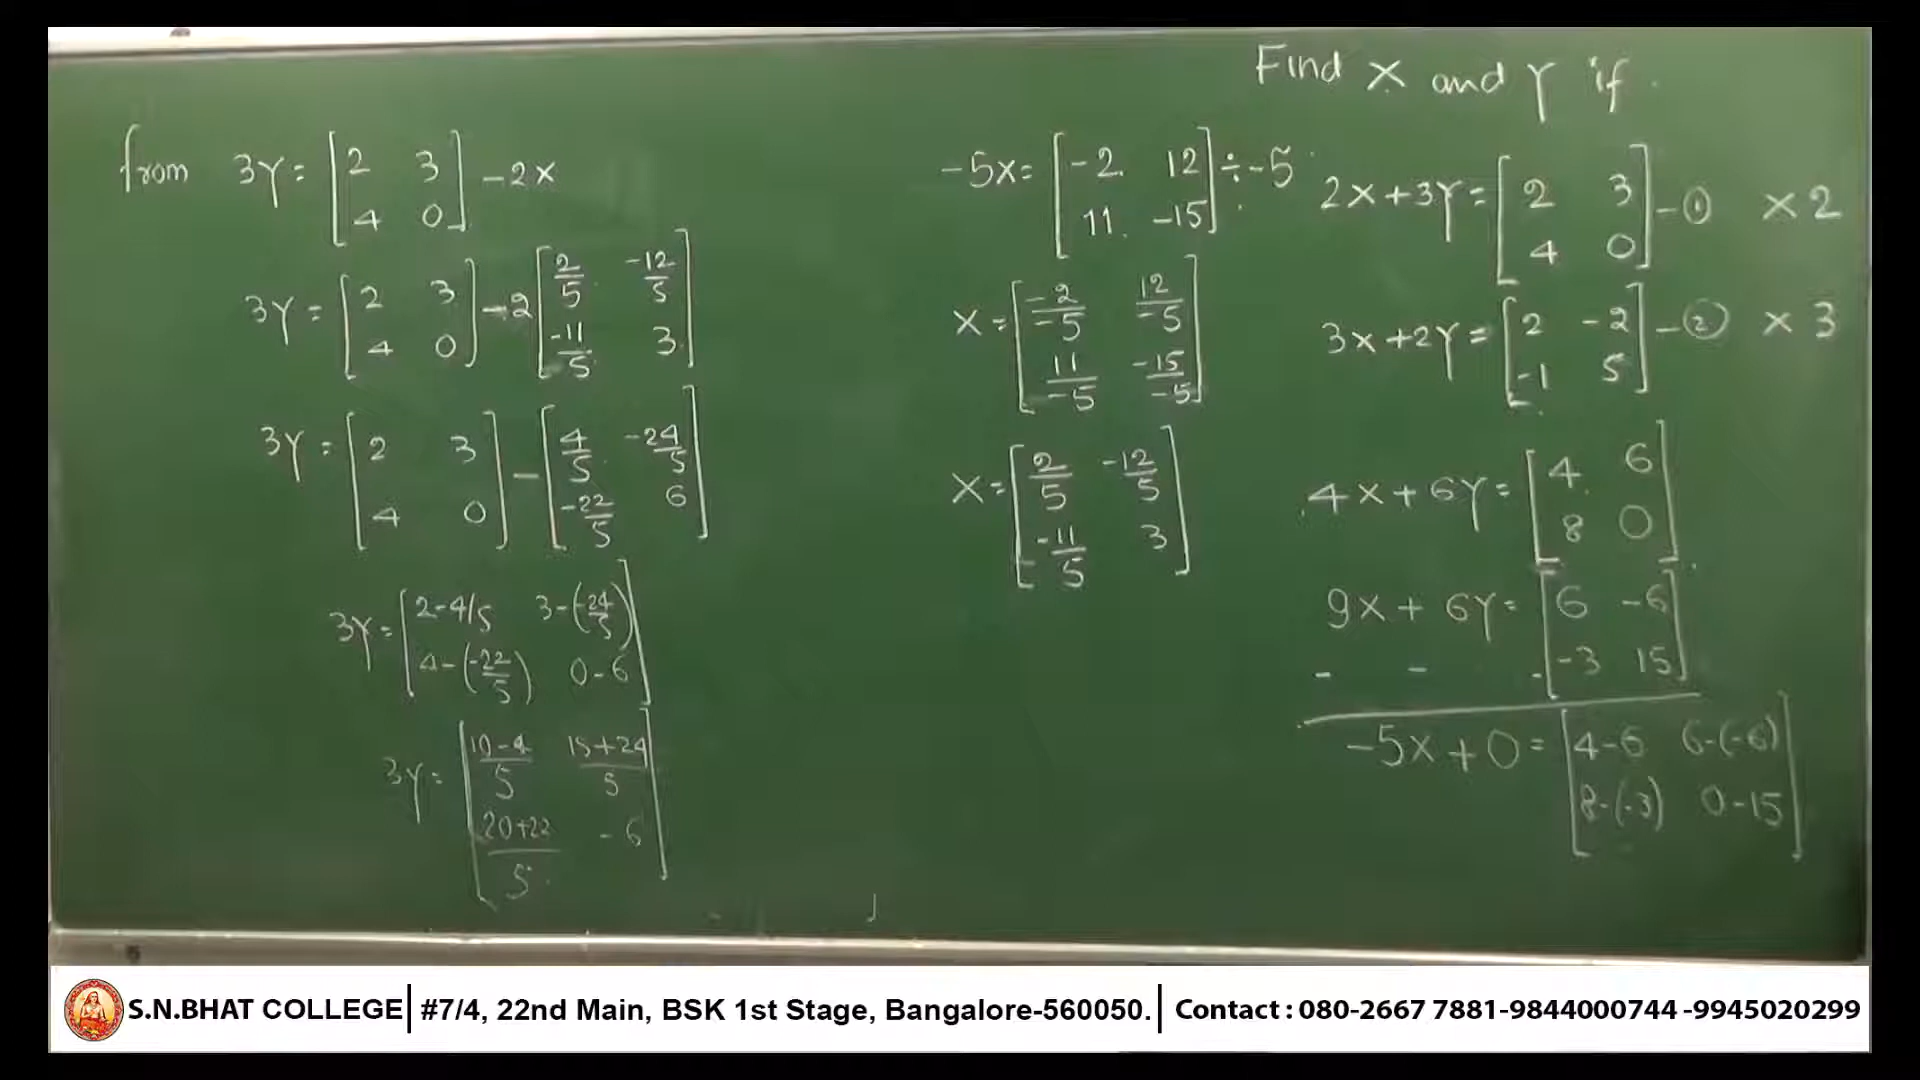 Find X and Y if
2X+3Y= [2 3
4 0] -① ×2
3X+2Y= [2 -2
-1 5] -② ×3
4X+6Y= [4 6
8 0]
9X+6Y= [6 -6
-3 15]
- - -
-5X+0= [4-6 6-(-6)
8-(-3) 0-15]
-5X= [-2 12
11 -15] ÷-5
X= [-2/-5 12/-5
11/-5 -15/-5]
X= [2/5 -12/5
-11/5 3]
from 3Y= [2 3
4 0] -2X
3Y= [2 3
4 0] -2 [2/5 -12/5
-11/5 3]
3Y= [2 3
4 0] - [4/5 -24/5
-22/5 6]
3Y= [2-4/5 3-(-24/5)
4-(-22/5) 0-6]
3Y= [10-4/5 15+24/5
20+22/5 -6]
S.N.BHAT COLLEGE| #7/4, 22nd Main, BSK 1st Stage, Bangalore-560050.| Contact : 080-2667 7881-9844000744 -9945020299